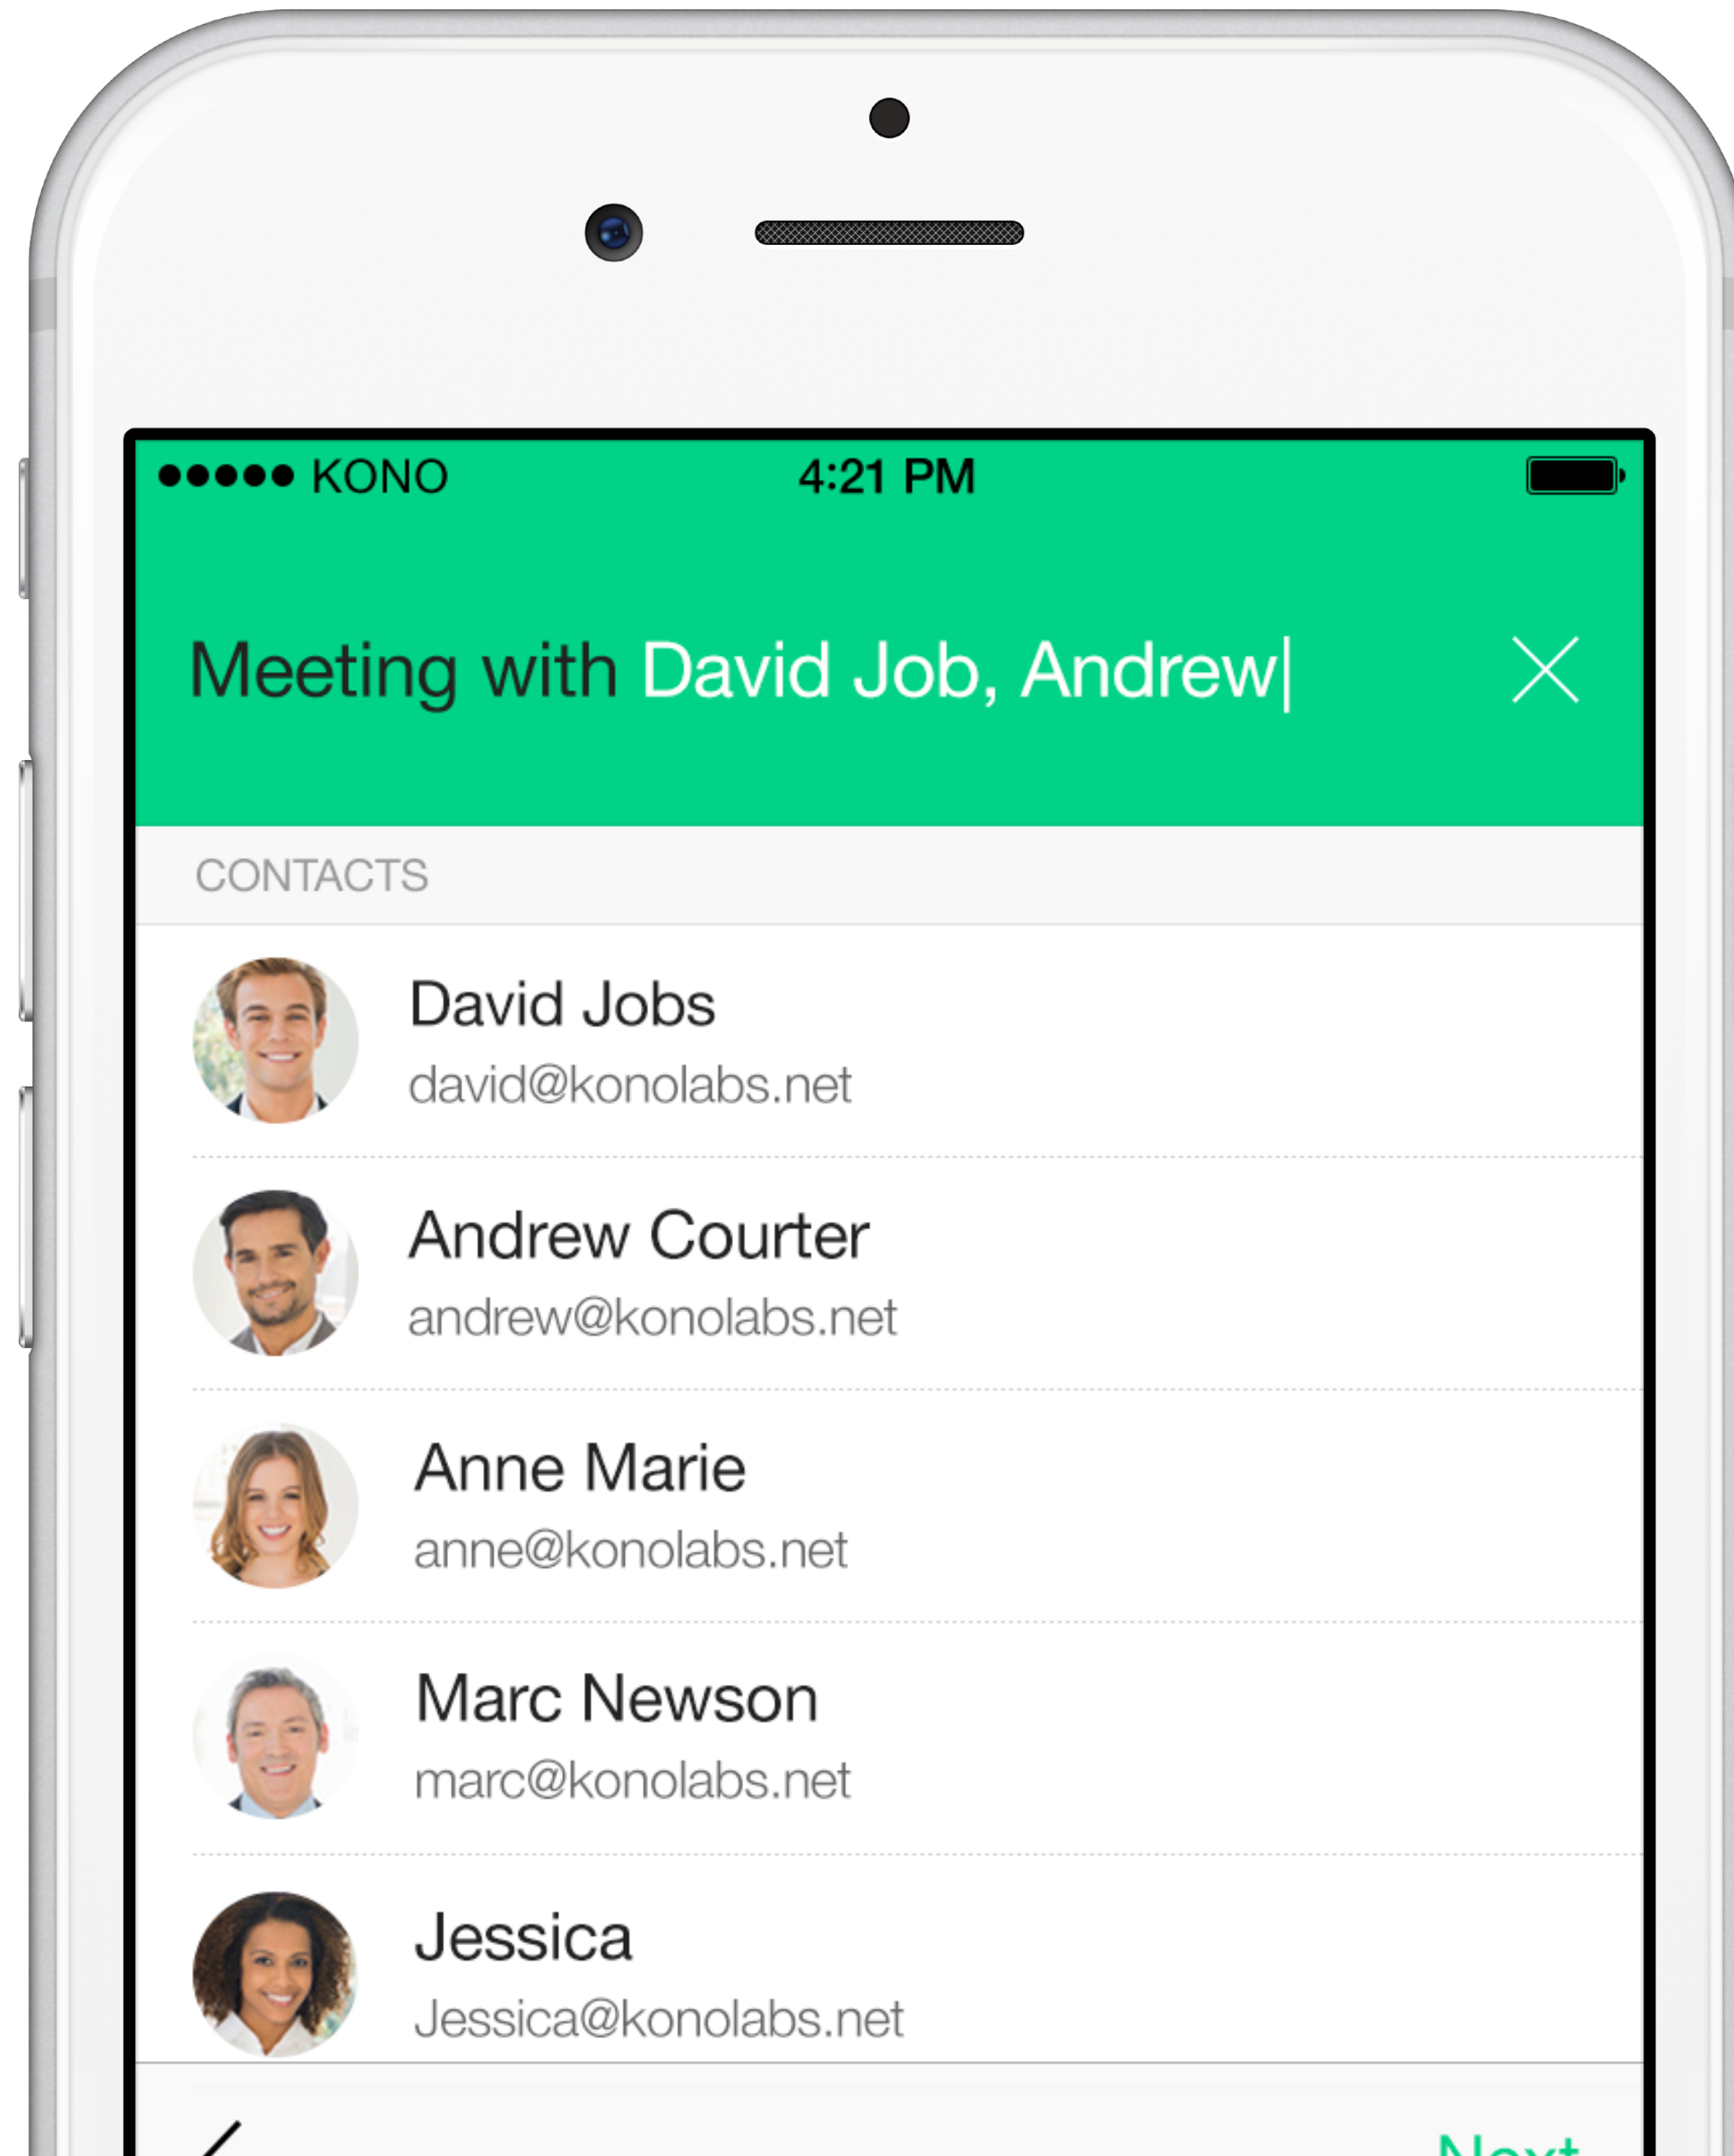 KONO 4:21 PM
Meeting with David Job, Andrew
CONTACTS
David Jobs
david@konolabs.net
Andrew Courter
andrew@konolabs.net
Anne Marie
anne@konolabs.net
Marc Newson
marc@konolabs.net
Jessica
Jessica@konolabs.net
Next